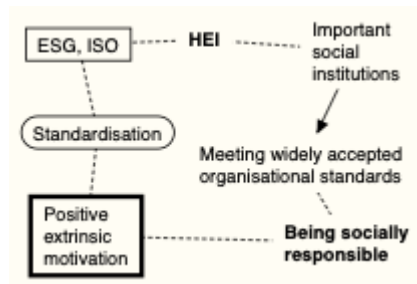 ESG, ISO
HEI
Important
social
institutions
Standardisation
Meeting widely accepted
organisational standards
Positive
extrinsic
motivation
Being socially
responsible